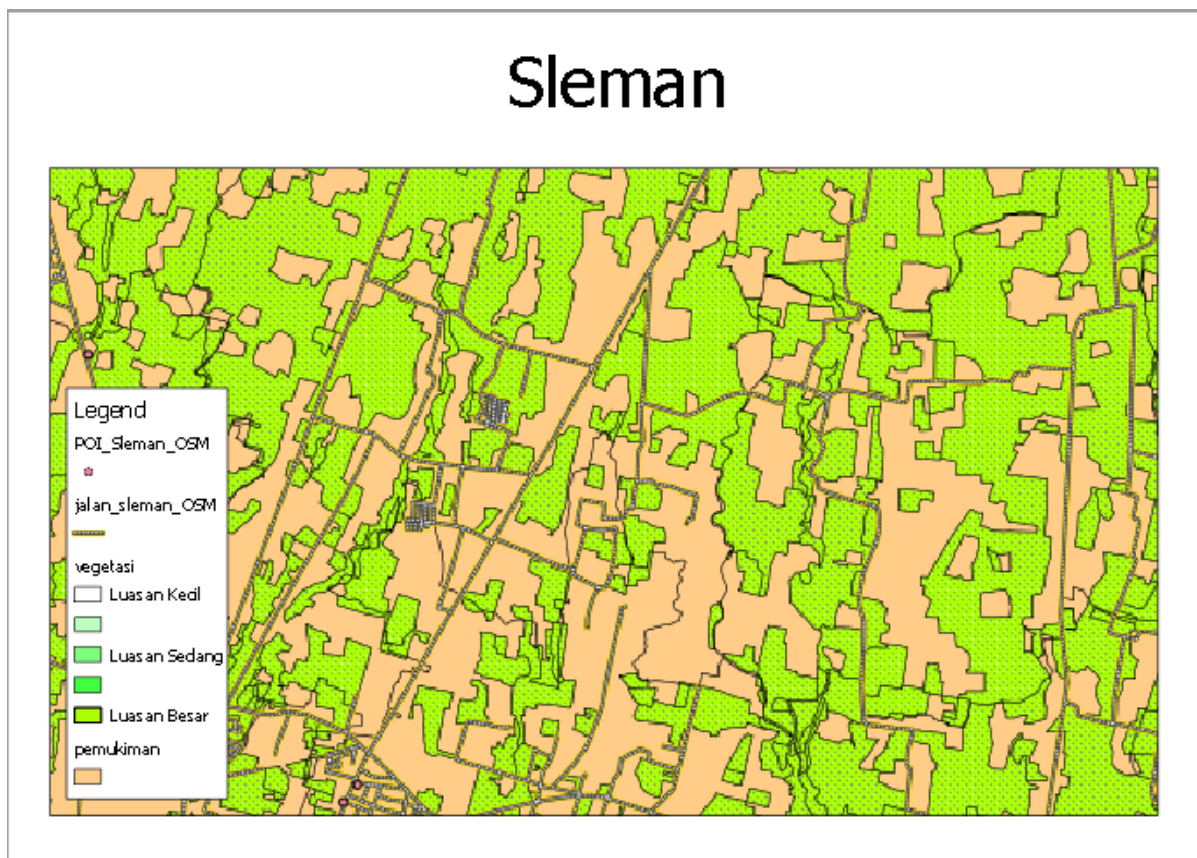 Sleman
Legend
POI_Sleman_OSM
jalan_sleman_OSM
vegetasi
Luasan Kecil
Luasan Sedang
Luasan Besar
pemukiman